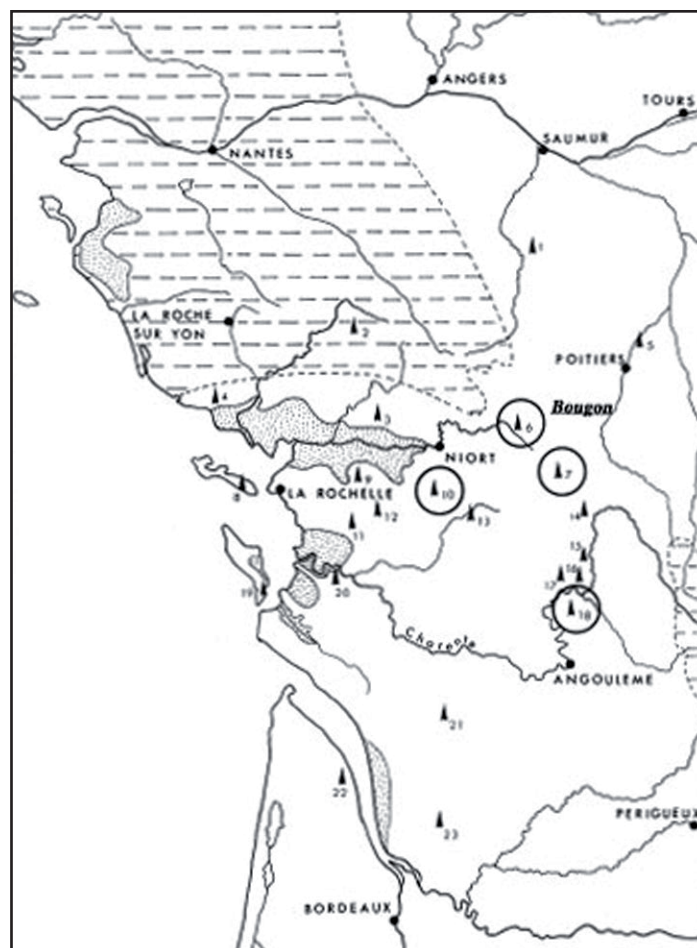 ANGERS
TOURS
SAUMUR
NANTES
1
LA ROCHE
SUR YON
2
5
POITIERS
4
Bougon
3
6
NIORT
7
9
8
LA ROCHELLE
10
12
13
14
11
15
16
17
20
19
18
Charente
ANGOULEME
21
22
PERIGUEUX
23
BORDEAUX